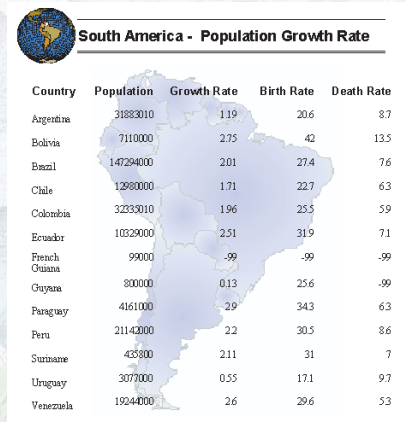 South America - Population Growth Rate
Country Population Growth Rate Birth Rate Death Rate
Argentina 31883010 1.19 20.6 8.7
Bolivia 7110000 2.75 42 13.5
Brazil 147294000 2.01 27.4 7.6
Chile 12980000 1.71 22.7 6.3
Colombia 32335010 1.96 25.5 5.9
Ecuador 10329000 2.51 31.9 7.1
French
Guiana 99000 -99 -99 -99
Guyana 800000 0.13 25.6 -99
Paraguay 4161000 2.9 34.3 6.3
Peru 21142000 2.2 30.5 8.6
Suriname 435800 2.11 31 7
Uruguay 3077000 0.55 17.1 9.7
Venezuela 19244000 2.6 29.6 5.3